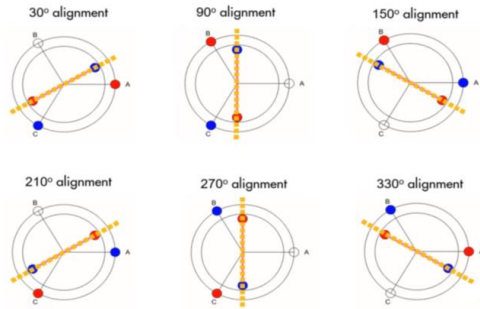 30° alignment
90° alignment
150° alignment
B
A
C
B
A
C
B
A
C
210° alignment
270° alignment
330° alignment
B
A
C
B
A
C
B
A
C